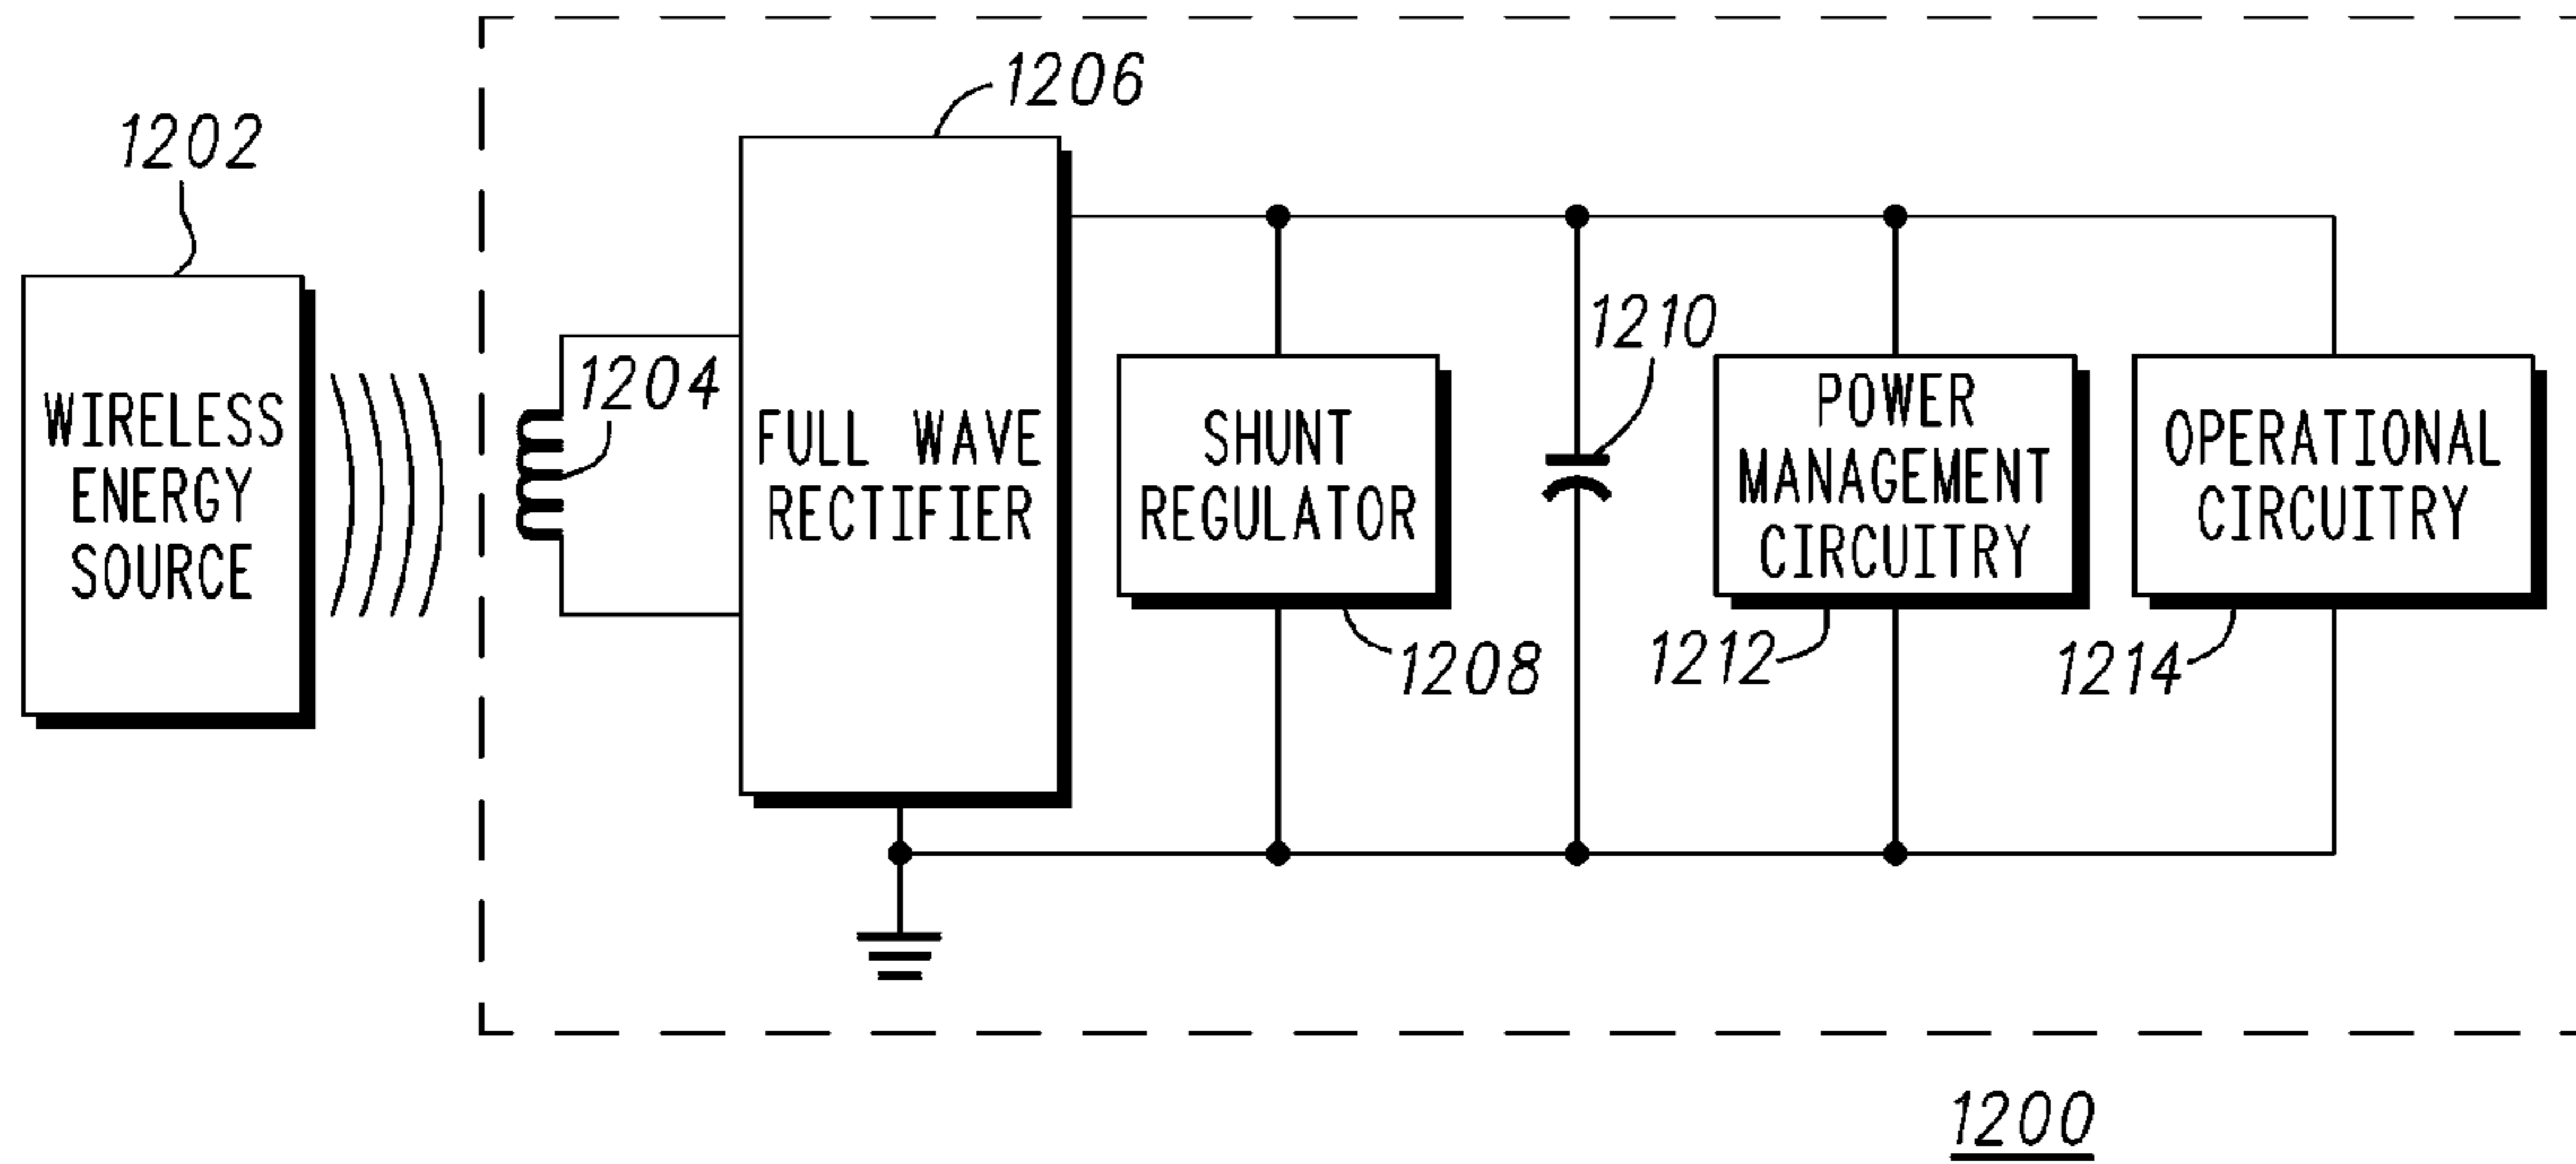 1206
1202
1210
1204
WIRELESS
ENERGY
SOURCE
FULL WAVE
RECTIFIER
SHUNT
REGULATOR
POWER
MANAGEMENT
CIRCUITRY
OPERATIONAL
CIRCUITRY
1208
1212
1214
1200